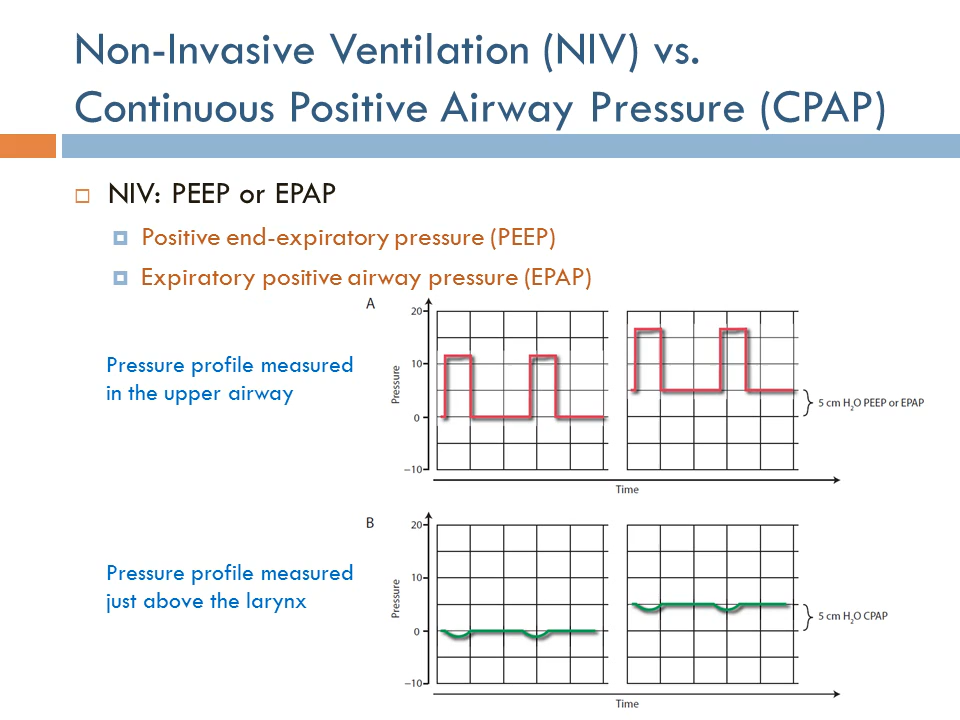 Non-Invasive Ventilation (NIV) vs.
Continuous Positive Airway Pressure (CPAP)
NIV: PEEP or EPAP
Positive end-expiratory pressure (PEEP)
Expiratory positive airway pressure (EPAP)
Pressure profile measured
in the upper airway
A
Pressure
20
10
0
−10
5 cm H₂O PEEP or EPAP
Time
Pressure profile measured
just above the larynx
B
Pressure
20
10
0
−10
5 cm H₂O CPAP
Time